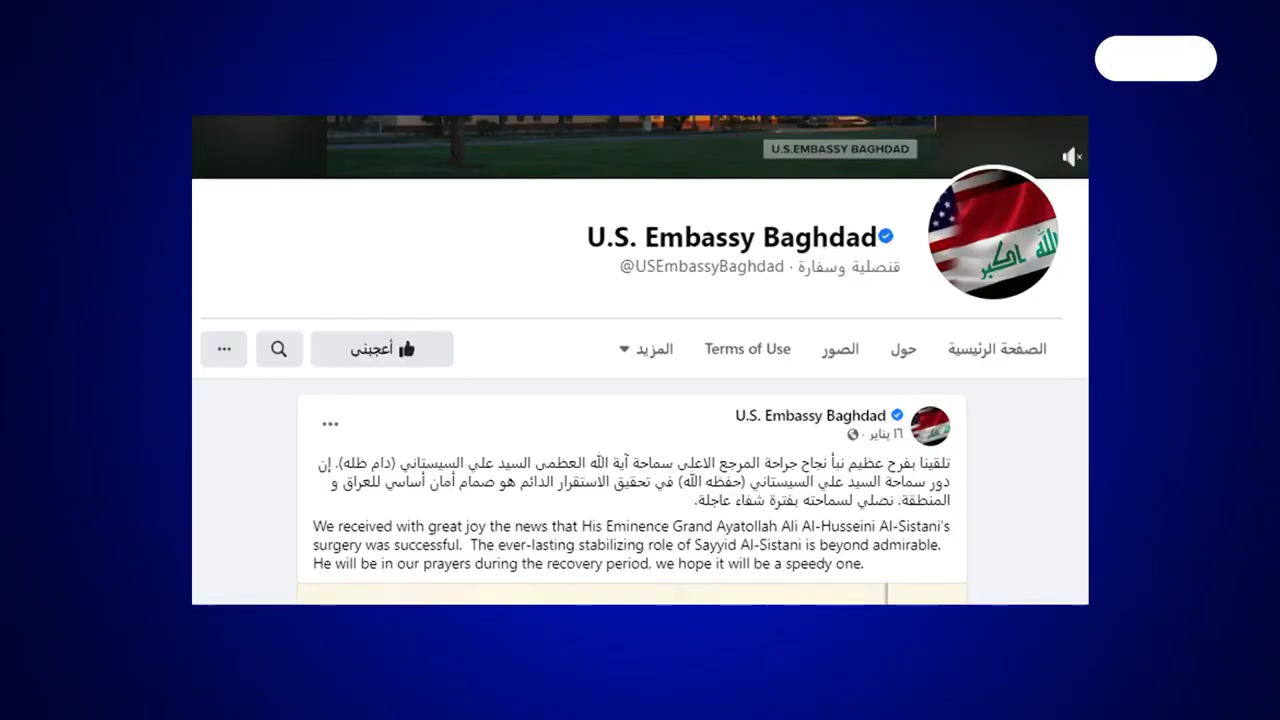 U.S.EMBASSY BAGHDAD
U.S. Embassy Baghdad
@USEmbassyBaghdad · قنصلية وسفارة
الصفحة الرئيسية
حول
الصور
Terms of Use
المزيد
أعجبني
U.S. Embassy Baghdad
١٦ يناير ·
تلقينا بفرح عظيم نبأ نجاح جراحة المرجع الاعلى سماحة آية الله العظمى السيد علي السيستاني (دام ظله). إن
دور سماحة السيد علي السيستاني (حفظه الله) في تحقيق الاستقرار الدائم هو صمام أمان أساسي للعراق و
المنطقة. نصلي لسماحته بفترة شفاء عاجلة.
We received with great joy the news that His Eminence Grand Ayatollah Ali Al-Husseini Al-Sistani's
surgery was successful. The ever-lasting stabilizing role of Sayyid Al-Sistani is beyond admirable.
He will be in our prayers during the recovery period, we hope it will be a speedy one.